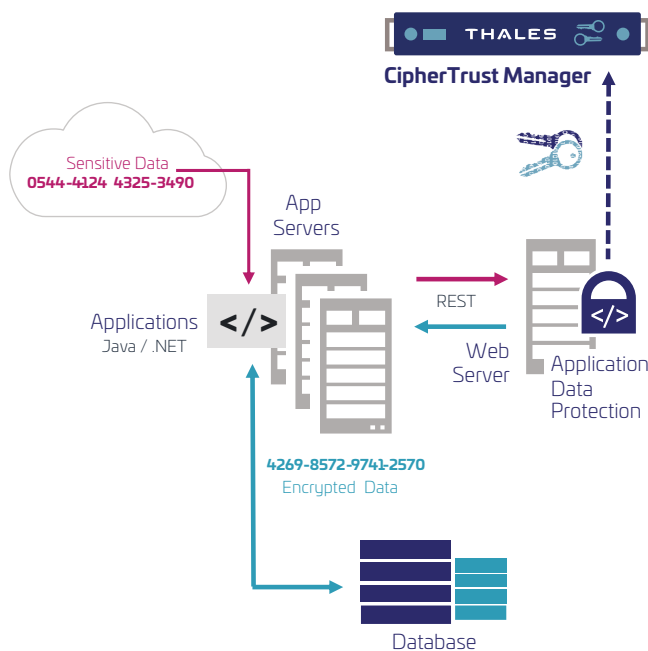 THALES
CipherTrust Manager
Sensitive Data
0544-4124 4325-3490
App
Servers
</>
Applications
Java / .NET
REST
Web
Server
</>
Application
Data
Protection
4269-8572-9741-2570
Encrypted Data
Database